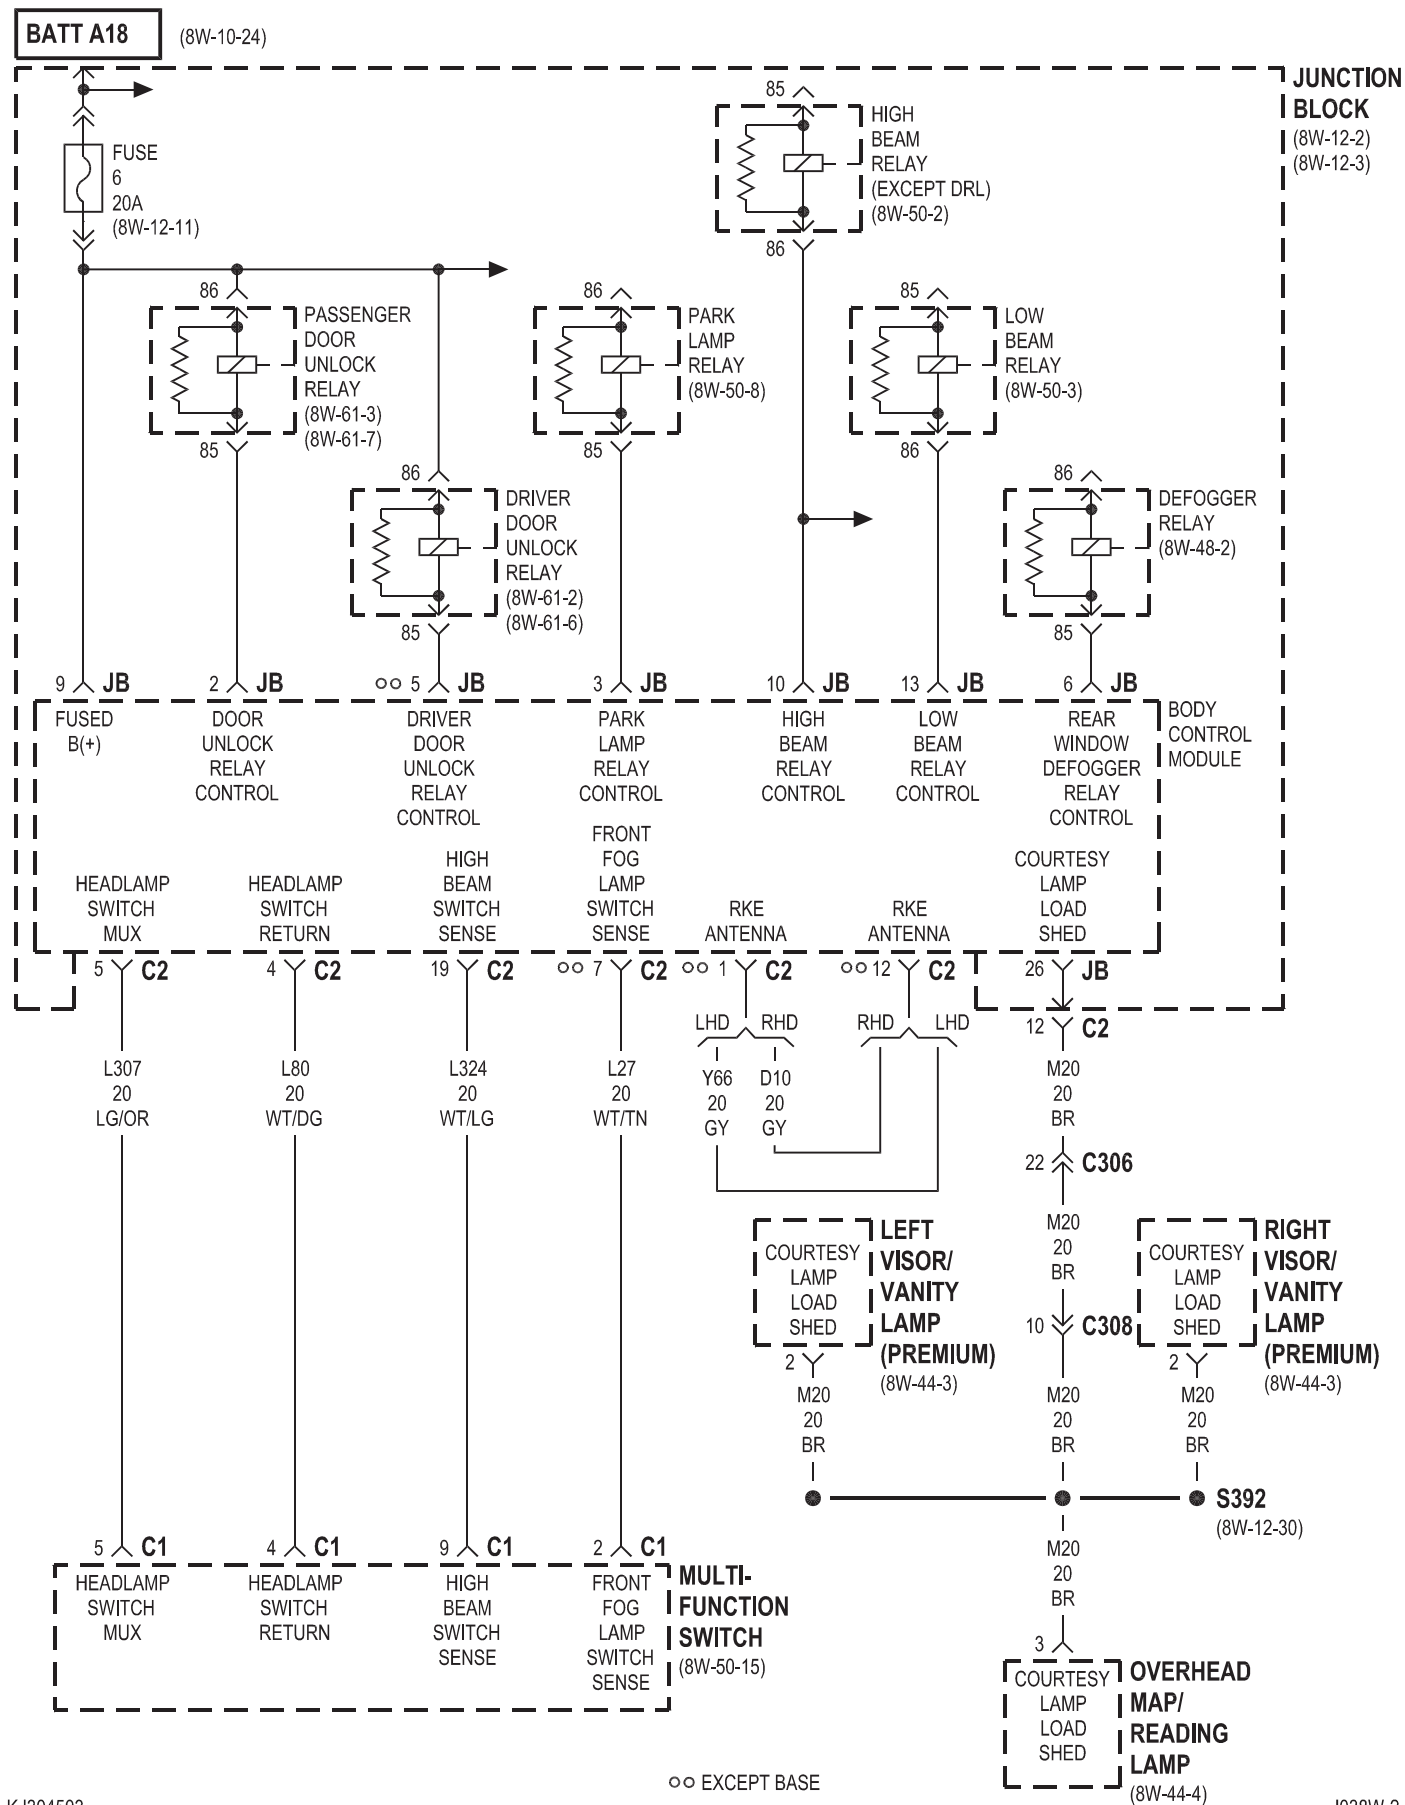 BATT A18 (8W-10-24)
JUNCTION
BLOCK
(8W-12-2)
(8W-12-3)
FUSE
6
20A
(8W-12-11)
85
HIGH
BEAM
RELAY
(EXCEPT DRL)
(8W-50-2)
86
86
PASSENGER
DOOR
UNLOCK
RELAY
(8W-61-3)
(8W-61-7)
85
86
DRIVER
DOOR
UNLOCK
RELAY
(8W-61-2)
(8W-61-6)
85
86
PARK
LAMP
RELAY
(8W-50-8)
85
85
LOW
BEAM
RELAY
(8W-50-3)
86
86
DEFOGGER
RELAY
(8W-48-2)
85
9 JB
2 JB
5 JB
3 JB
10 JB
13 JB
6 JB
FUSED
B(+)
DOOR
UNLOCK
RELAY
CONTROL
DRIVER
DOOR
UNLOCK
RELAY
CONTROL
PARK
LAMP
RELAY
CONTROL
HIGH
BEAM
RELAY
CONTROL
LOW
BEAM
RELAY
CONTROL
REAR
WINDOW
DEFOGGER
RELAY
CONTROL
BODY
CONTROL
MODULE
HEADLAMP
SWITCH
MUX
HEADLAMP
SWITCH
RETURN
HIGH
BEAM
SWITCH
SENSE
FRONT
FOG
LAMP
SWITCH
SENSE
RKE
ANTENNA
RKE
ANTENNA
COURTESY
LAMP
LOAD
SHED
5 C2
4 C2
19 C2
7 C2
1 C2
12 C2
26 JB
LHD RHD
RHD LHD
12 C2
L307
20
LG/OR
L80
20
WT/DG
L324
20
WT/LG
L27
20
WT/TN
Y66
20
GY
D10
20
GY
M20
20
BR
22 C306
M20
20
BR
10 C308
COURTESY
LAMP
LOAD
SHED
LEFT
VISOR/
VANITY
LAMP
(PREMIUM)
(8W-44-3)
COURTESY
LAMP
LOAD
SHED
RIGHT
VISOR/
VANITY
LAMP
(PREMIUM)
(8W-44-3)
2
M20
20
BR
M20
20
BR
2
M20
20
BR
S392
(8W-12-30)
M20
20
BR
3
5 C1
4 C1
9 C1
2 C1
HEADLAMP
SWITCH
MUX
HEADLAMP
SWITCH
RETURN
HIGH
BEAM
SWITCH
SENSE
FRONT
FOG
LAMP
SWITCH
SENSE
MULTI-
FUNCTION
SWITCH
(8W-50-15)
COURTESY
LAMP
LOAD
SHED
OVERHEAD
MAP/
READING
LAMP
(8W-44-4)
EXCEPT BASE